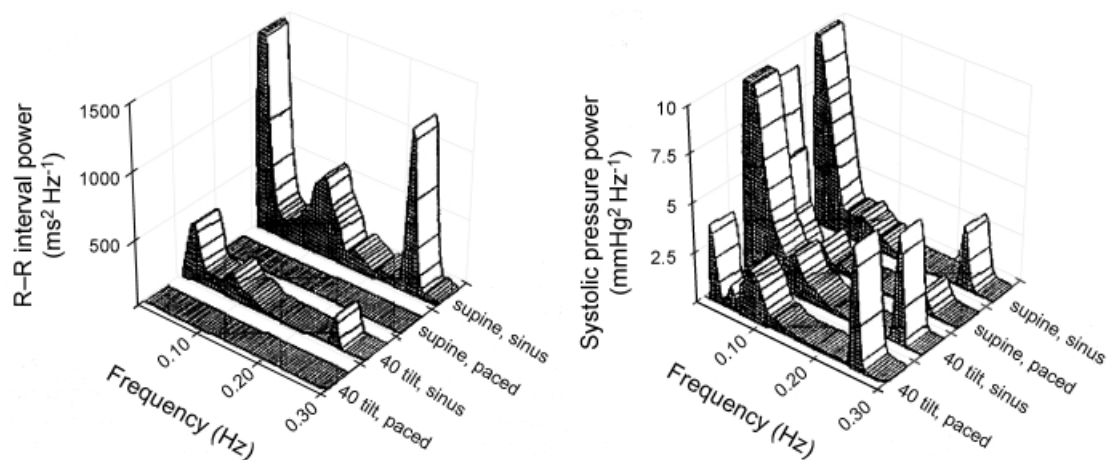 R–R interval power
(ms² Hz⁻¹)
1500
1000
500
0.10
0.20
0.30
Frequency (Hz)
supine, sinus
supine, paced
40 tilt, sinus
40 tilt, paced
Systolic pressure power
(mmHg² Hz⁻¹)
10
7.5
5
2.5
0.10
0.20
0.30
Frequency (Hz)
supine, sinus
supine, paced
40 tilt, sinus
40 tilt, paced